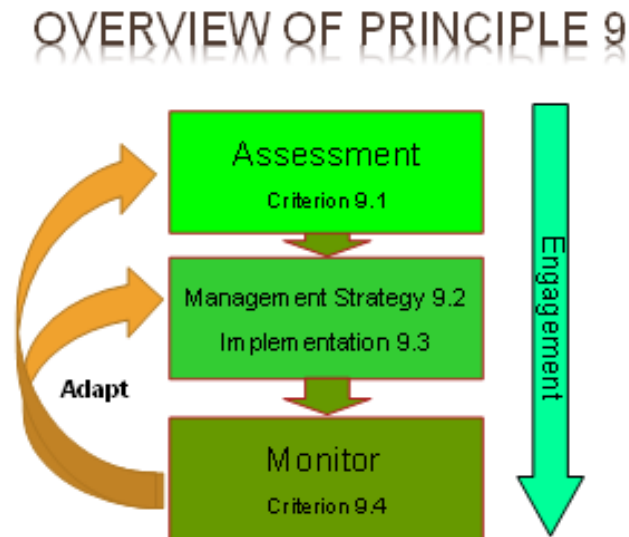 OVERVIEW OF PRINCIPLE 9
Assessment
Criterion 9.1
Management Strategy 9.2
Implementation 9.3
Adapt
Monitor
Criterion 9.4
Engagement